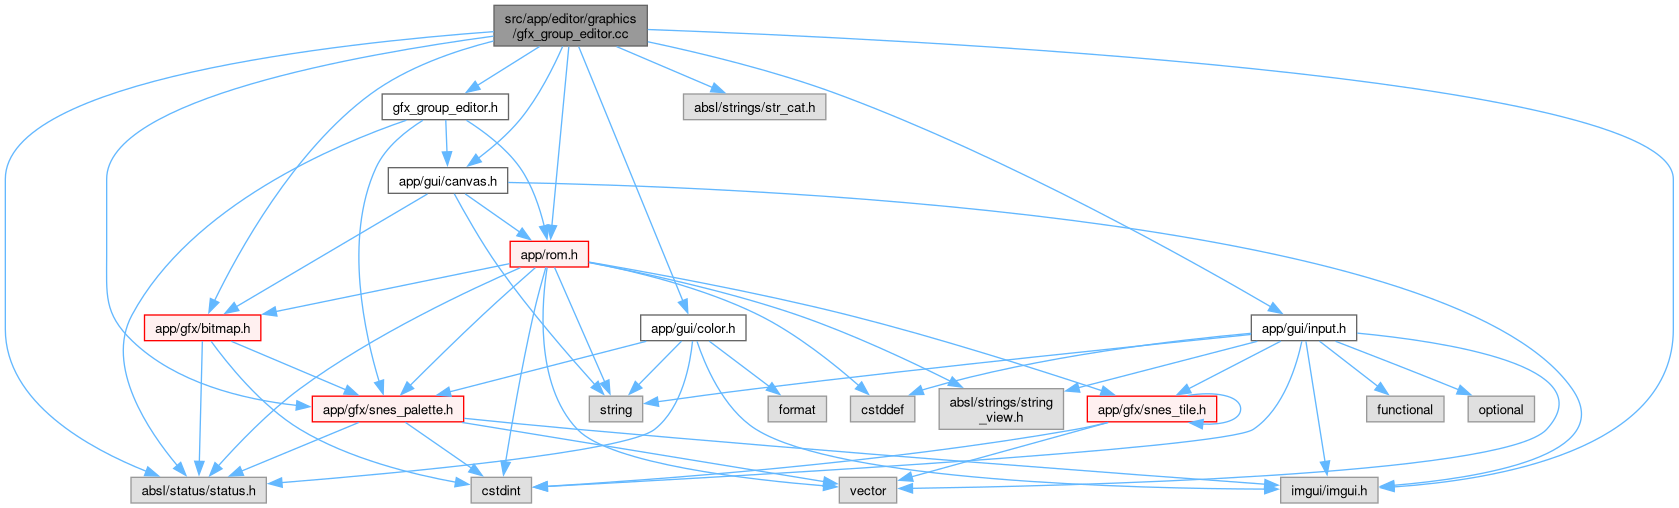 src/app/editor/graphics
/gfx_group_editor.cc
gfx_group_editor.h
absl/strings/str_cat.h
app/gui/canvas.h
app/rom.h
app/gfx/bitmap.h
app/gui/color.h
app/gui/input.h
app/gfx/snes_palette.h
string
format
cstddef
absl/strings/string
_view.h
app/gfx/snes_tile.h
functional
optional
absl/status/status.h
cstdint
vector
imgui/imgui.h